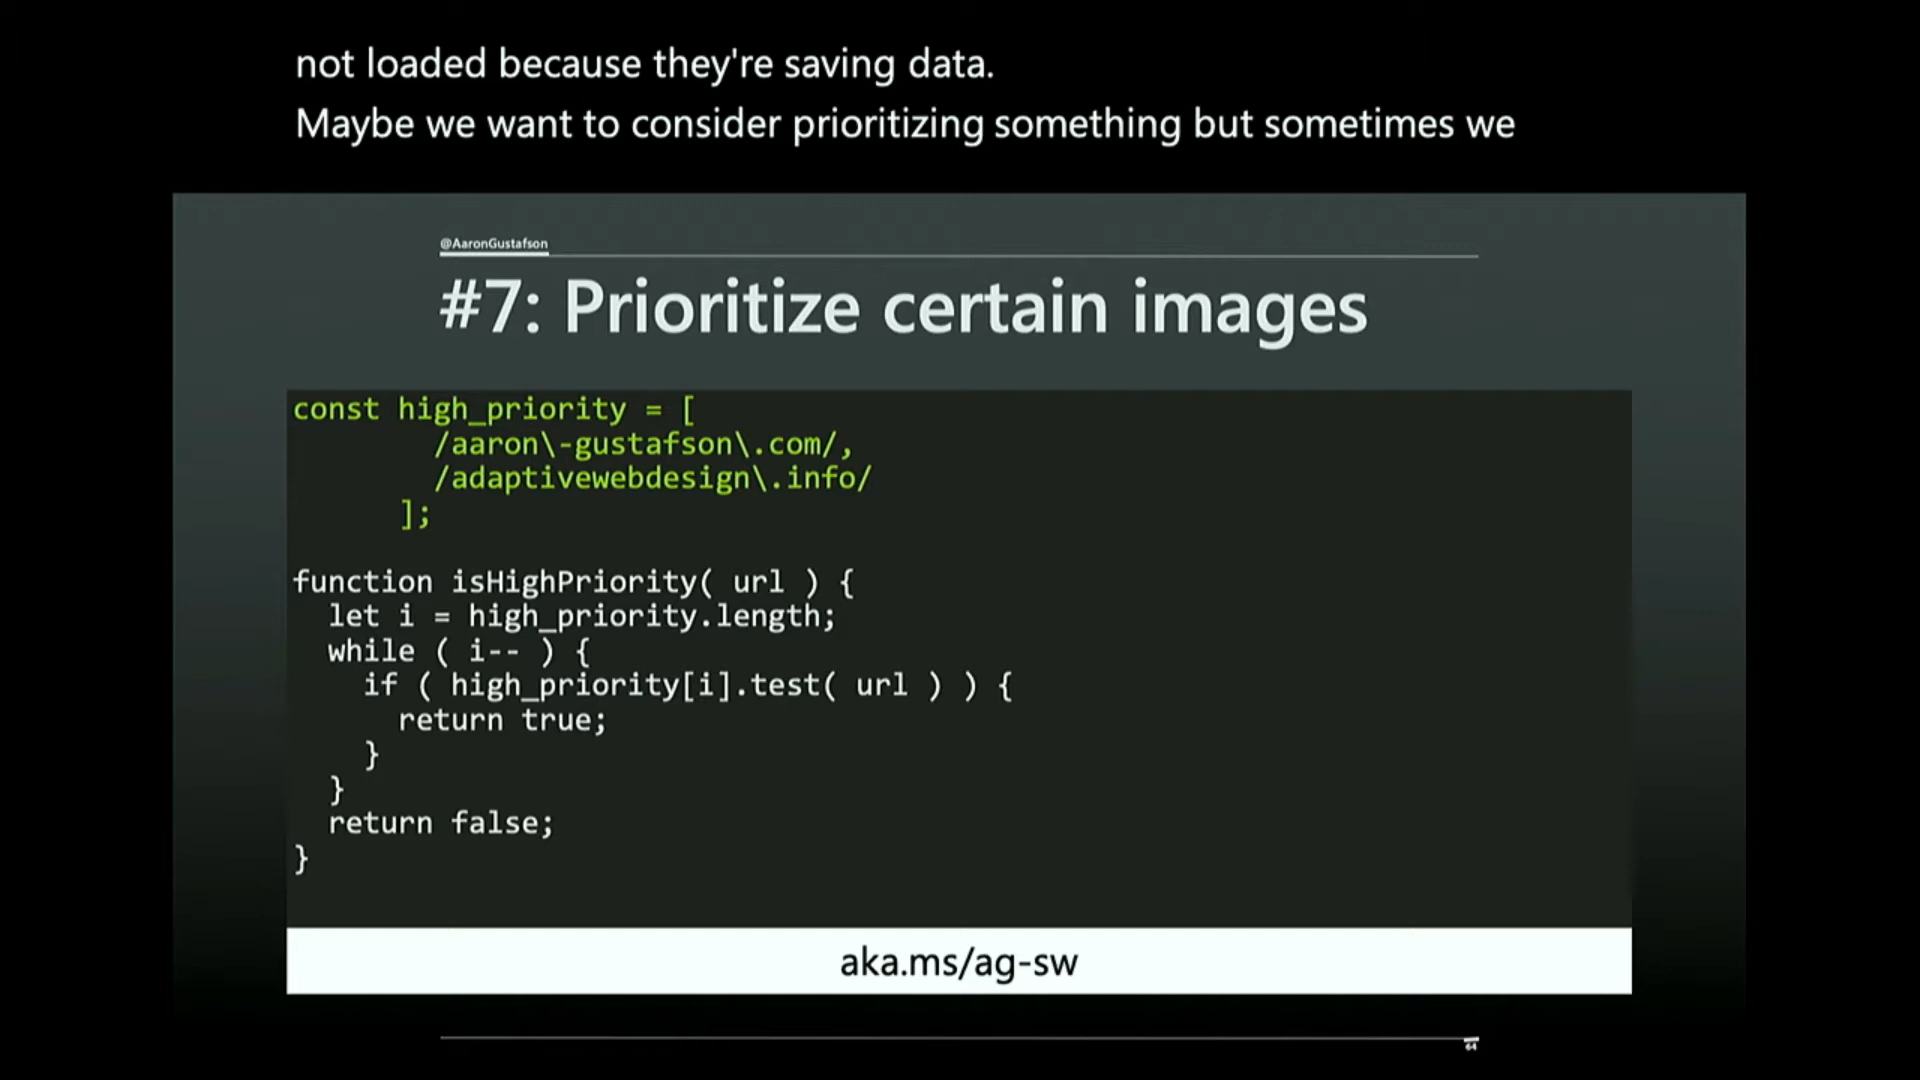 not loaded because they're saving data.
Maybe we want to consider prioritizing something but sometimes we
@AaronGustafson
#7: Prioritize certain images
const high_priority = [
/aaron\-gustafson\.com/,
/adaptivewebdesign\.info/
];
function isHighPriority( url ) {
let i = high_priority.length;
while ( i-- ) {
if ( high_priority[i].test( url ) ) {
return true;
}
}
return false;
}
aka.ms/ag-sw